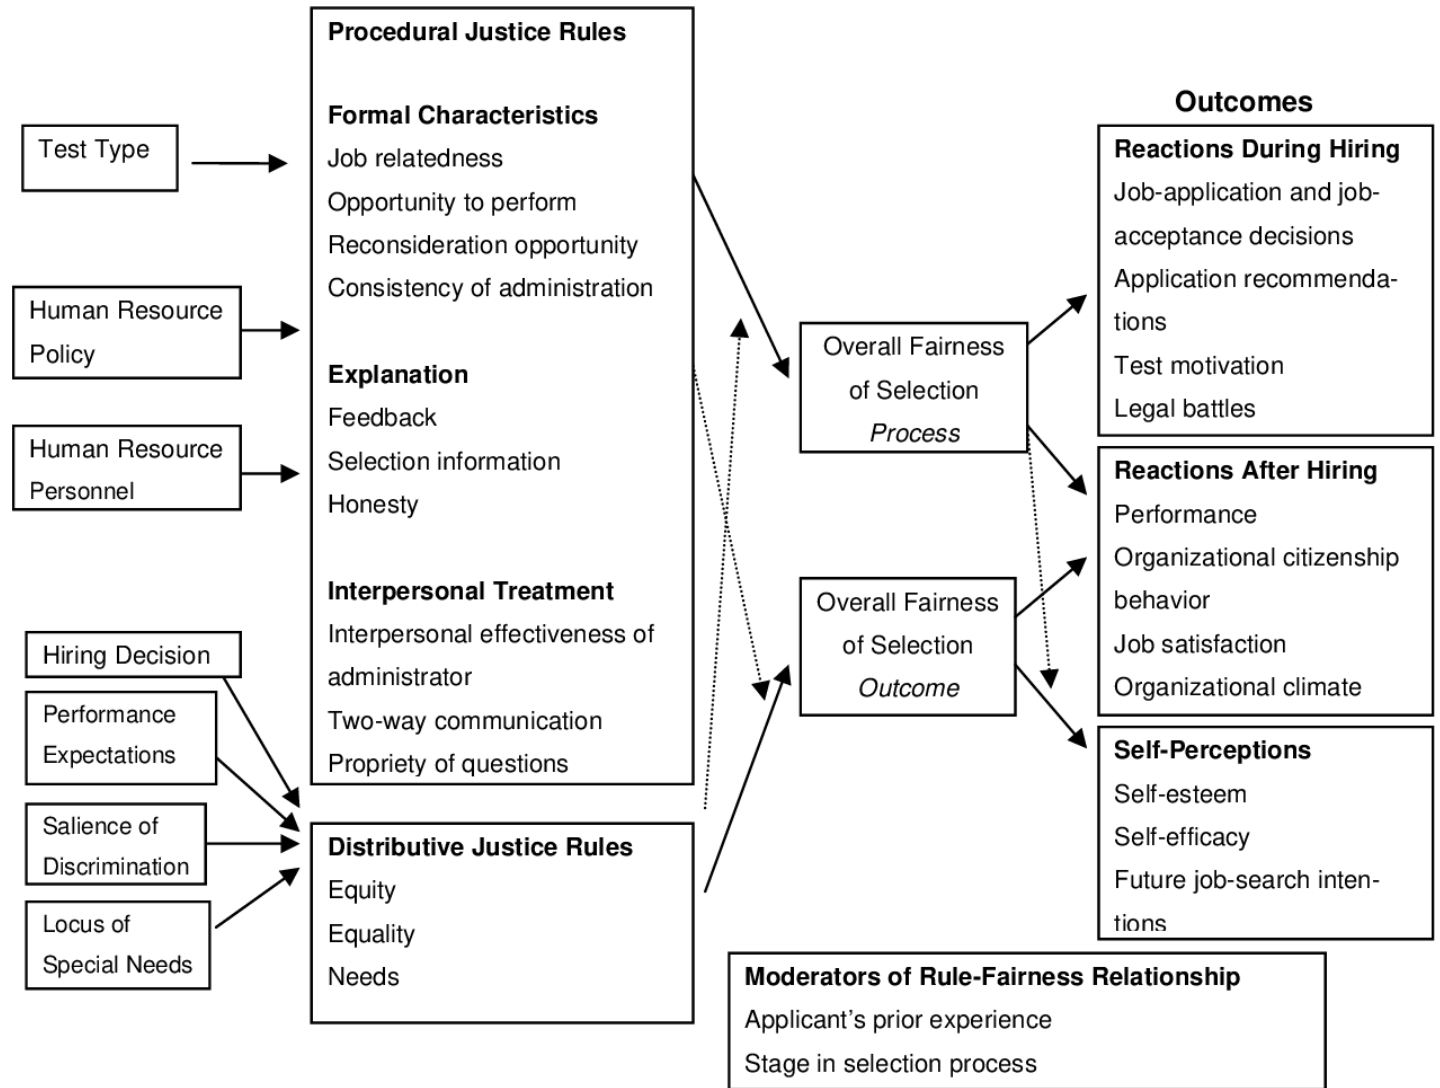 Test Type
Human Resource
Policy
Human Resource
Personnel
Hiring Decision
Performance
Expectations
Salience of
Discrimination
Locus of
Special Needs
Procedural Justice Rules
Formal Characteristics
Job relatedness
Opportunity to perform
Reconsideration opportunity
Consistency of administration
Explanation
Feedback
Selection information
Honesty
Interpersonal Treatment
Interpersonal effectiveness of
administrator
Two-way communication
Propriety of questions
Distributive Justice Rules
Equity
Equality
Needs
Overall Fairness
of Selection
Process
Overall Fairness
of Selection
Outcome
Outcomes
Reactions During Hiring
Job-application and job-
acceptance decisions
Application recommenda-
tions
Test motivation
Legal battles
Reactions After Hiring
Performance
Organizational citizenship
behavior
Job satisfaction
Organizational climate
Self-Perceptions
Self-esteem
Self-efficacy
Future job-search inten-
tions
Moderators of Rule-Fairness Relationship
Applicant's prior experience
Stage in selection process